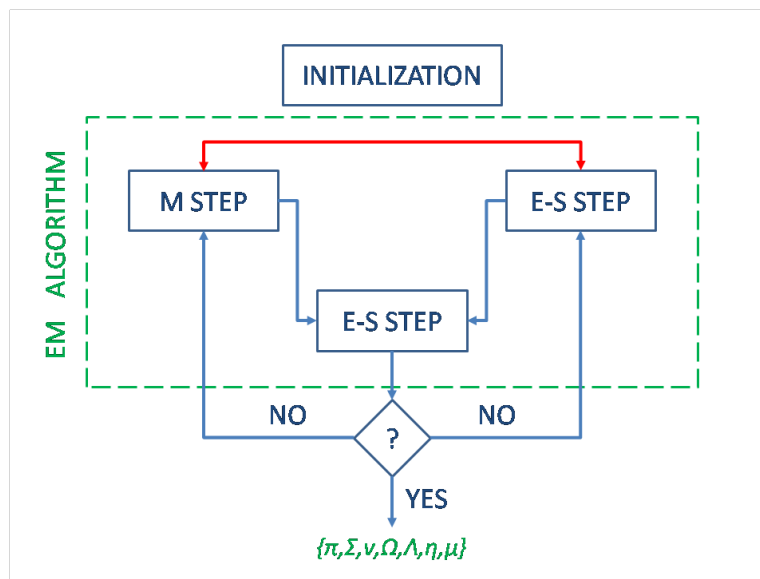 INITIALIZATION
EM ALGORITHM
M STEP
E-S STEP
E-S STEP
NO
?
NO
YES
{π,Σ,ν,Ω,Λ,η,μ}